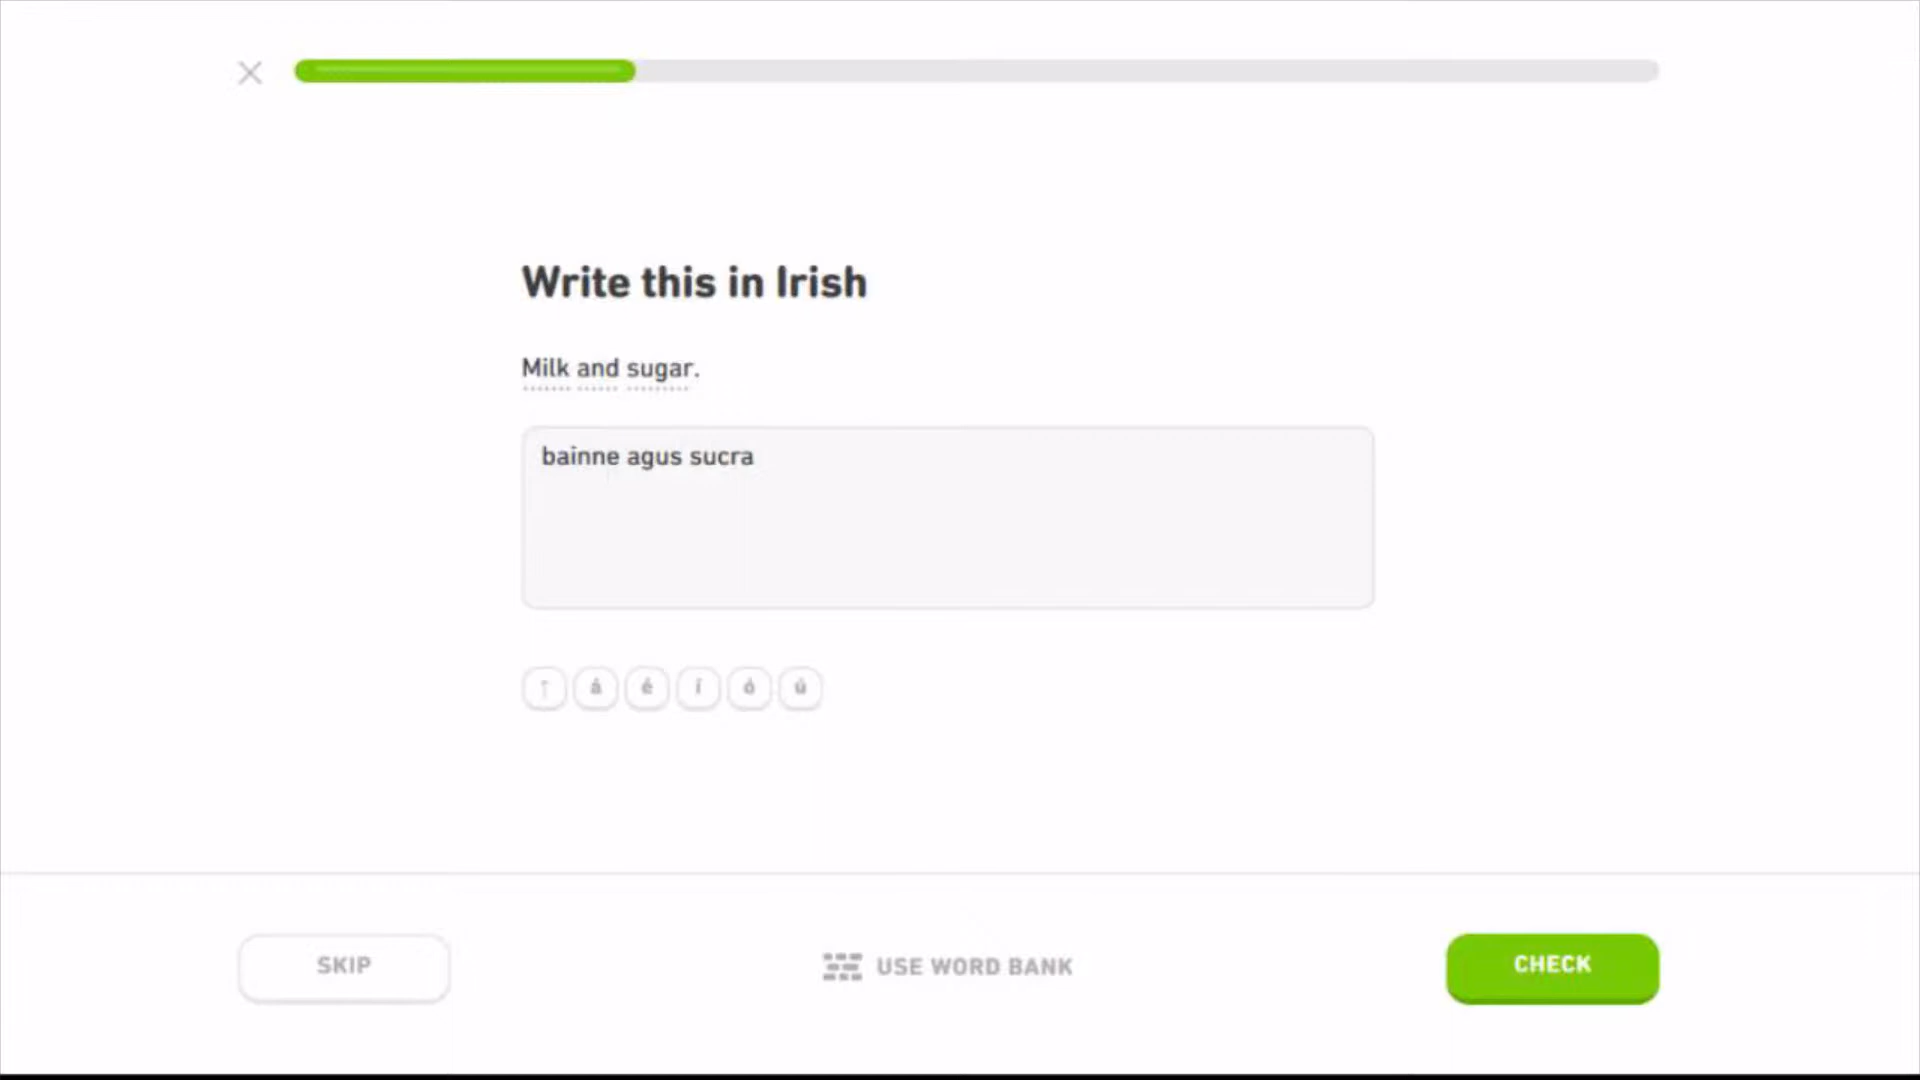 Write this in Irish
Milk and sugar.
bainne agus sucra
↑ á é í ó ú
SKIP
USE WORD BANK
CHECK